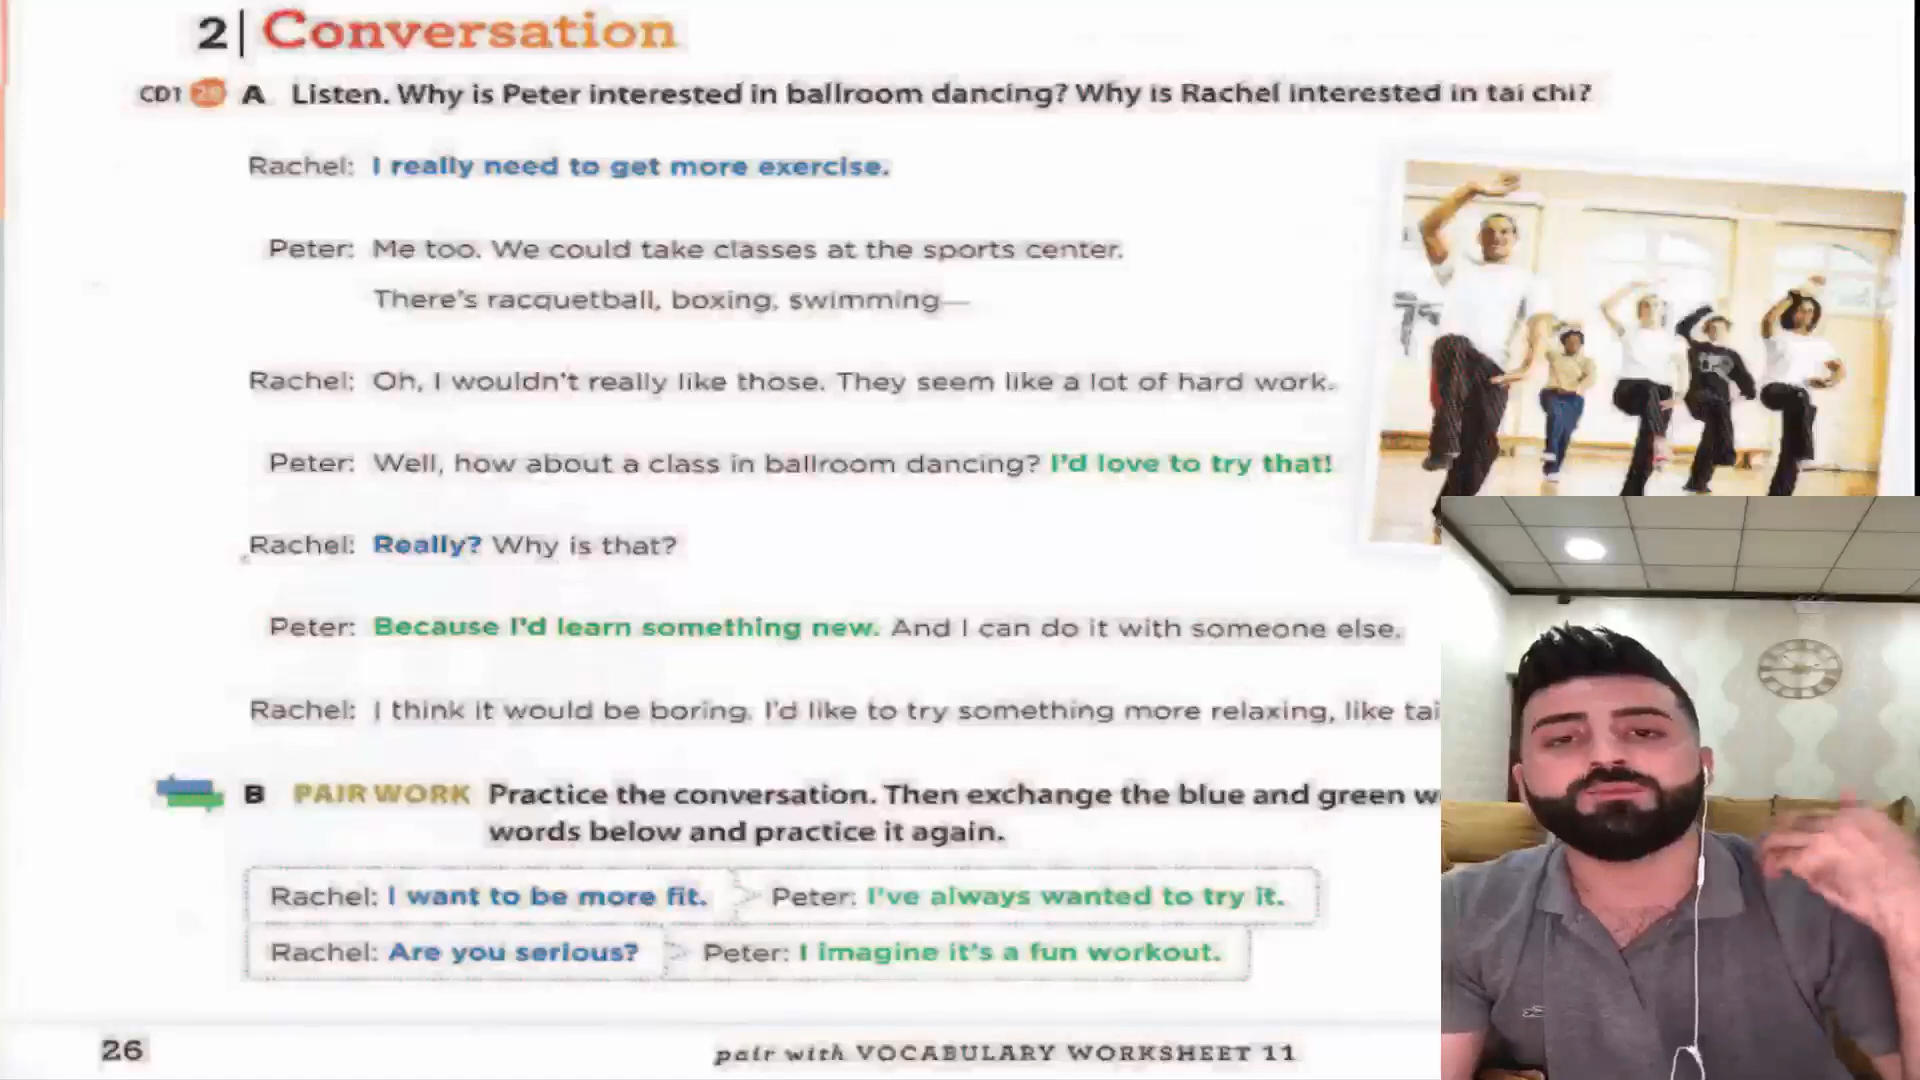 2 | Conversation
CD1 28 A Listen. Why is Peter interested in ballroom dancing? Why is Rachel interested in tai chi?
Rachel: I really need to get more exercise.
Peter: Me too. We could take classes at the sports center.
There's racquetball, boxing, swimming—
Rachel: Oh, I wouldn't really like those. They seem like a lot of hard work.
Peter: Well, how about a class in ballroom dancing? I'd love to try that!
Rachel: Really? Why is that?
Peter: Because I'd learn something new. And I can do it with someone else.
Rachel: I think it would be boring. I'd like to try something more relaxing, like tai
B PAIR WORK Practice the conversation. Then exchange the blue and green w
words below and practice it again.
Rachel: I want to be more fit. Peter: I've always wanted to try it.
Rachel: Are you serious? Peter: I imagine it's a fun workout.
26
pair with VOCABULARY WORKSHEET 11